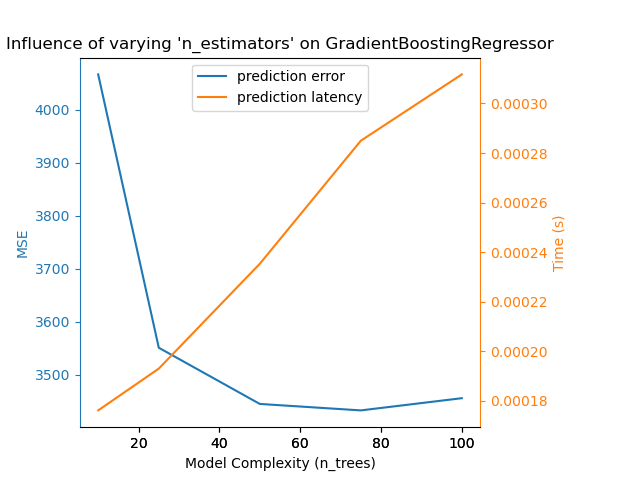 Influence of varying 'n_estimators' on GradientBoostingRegressor
prediction error
prediction latency
4000
3900
3800
3700
3600
3500
MSE
0.00030
0.00028
0.00026
0.00024
0.00022
0.00020
0.00018
Time (s)
20 40 60 80 100
Model Complexity (n_trees)